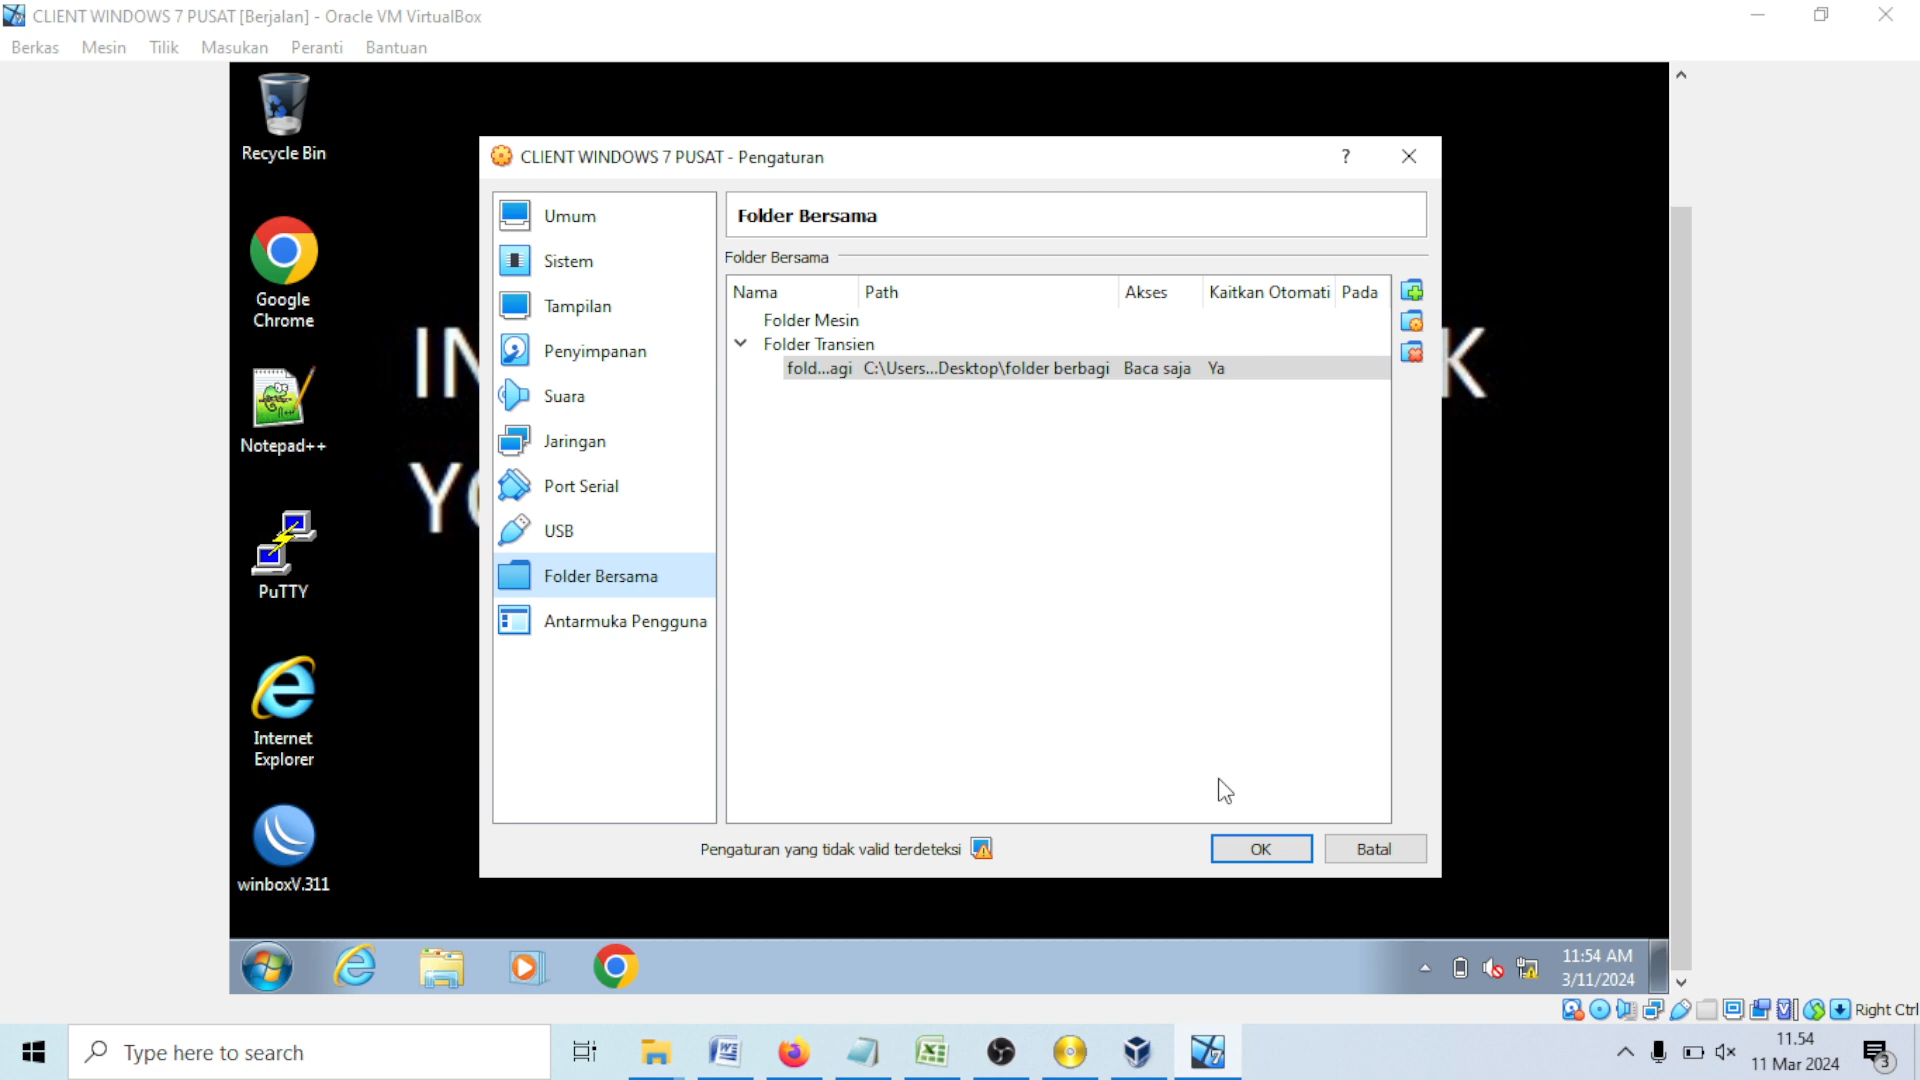 CLIENT WINDOWS 7 PUSAT [Berjalan] - Oracle VM VirtualBox
Berkas Mesin Tilik Masukan Peranti Bantuan
Recycle Bin
Google
Chrome
Notepad++
PuTTY
Internet
Explorer
winboxV.311
IN
K
CLIENT WINDOWS 7 PUSAT - Pengaturan
?
Umum
Sistem
Tampilan
Penyimpanan
Suara
Jaringan
Port Serial
USB
Folder Bersama
Antarmuka Pengguna
Folder Bersama
Folder Bersama
Nama Path Akses Kaitkan Otomati Pada
Folder Mesin
Folder Transien
fold...agi C:\Users...Desktop\folder berbagi Baca saja Ya
Pengaturan yang tidak valid terdeteksi
OK Batal
11:54 AM
3/11/2024
Right Ctrl
Type here to search
11.54
11 Mar 2024
3